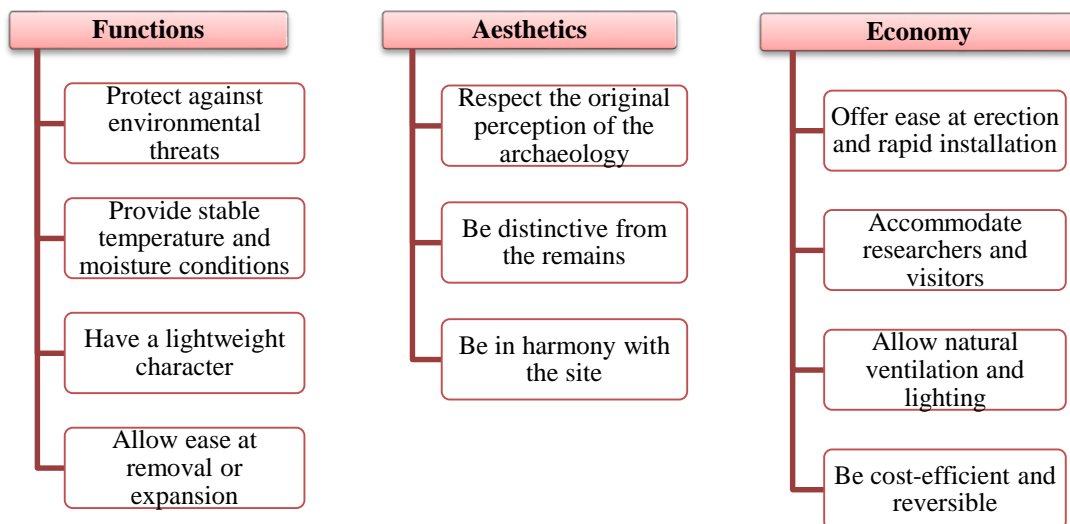 Functions
Protect against
environmental
threats
Provide stable
temperature and
moisture conditions
Have a lightweight
character
Allow ease at
removal or
expansion
Aesthetics
Respect the original
perception of the
archaeology
Be distinctive from
the remains
Be in harmony with
the site
Economy
Offer ease at erection
and rapid installation
Accommodate
researchers and
visitors
Allow natural
ventilation and
lighting
Be cost-efficient and
reversible